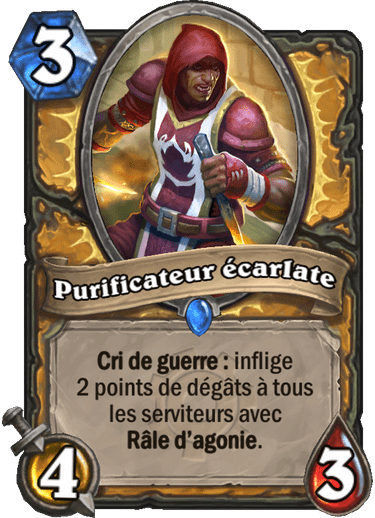 3
Purificateur écarlate
Cri de guerre : inflige
2 points de dégâts à tous
les serviteurs avec
Râle d’agonie.
4
3